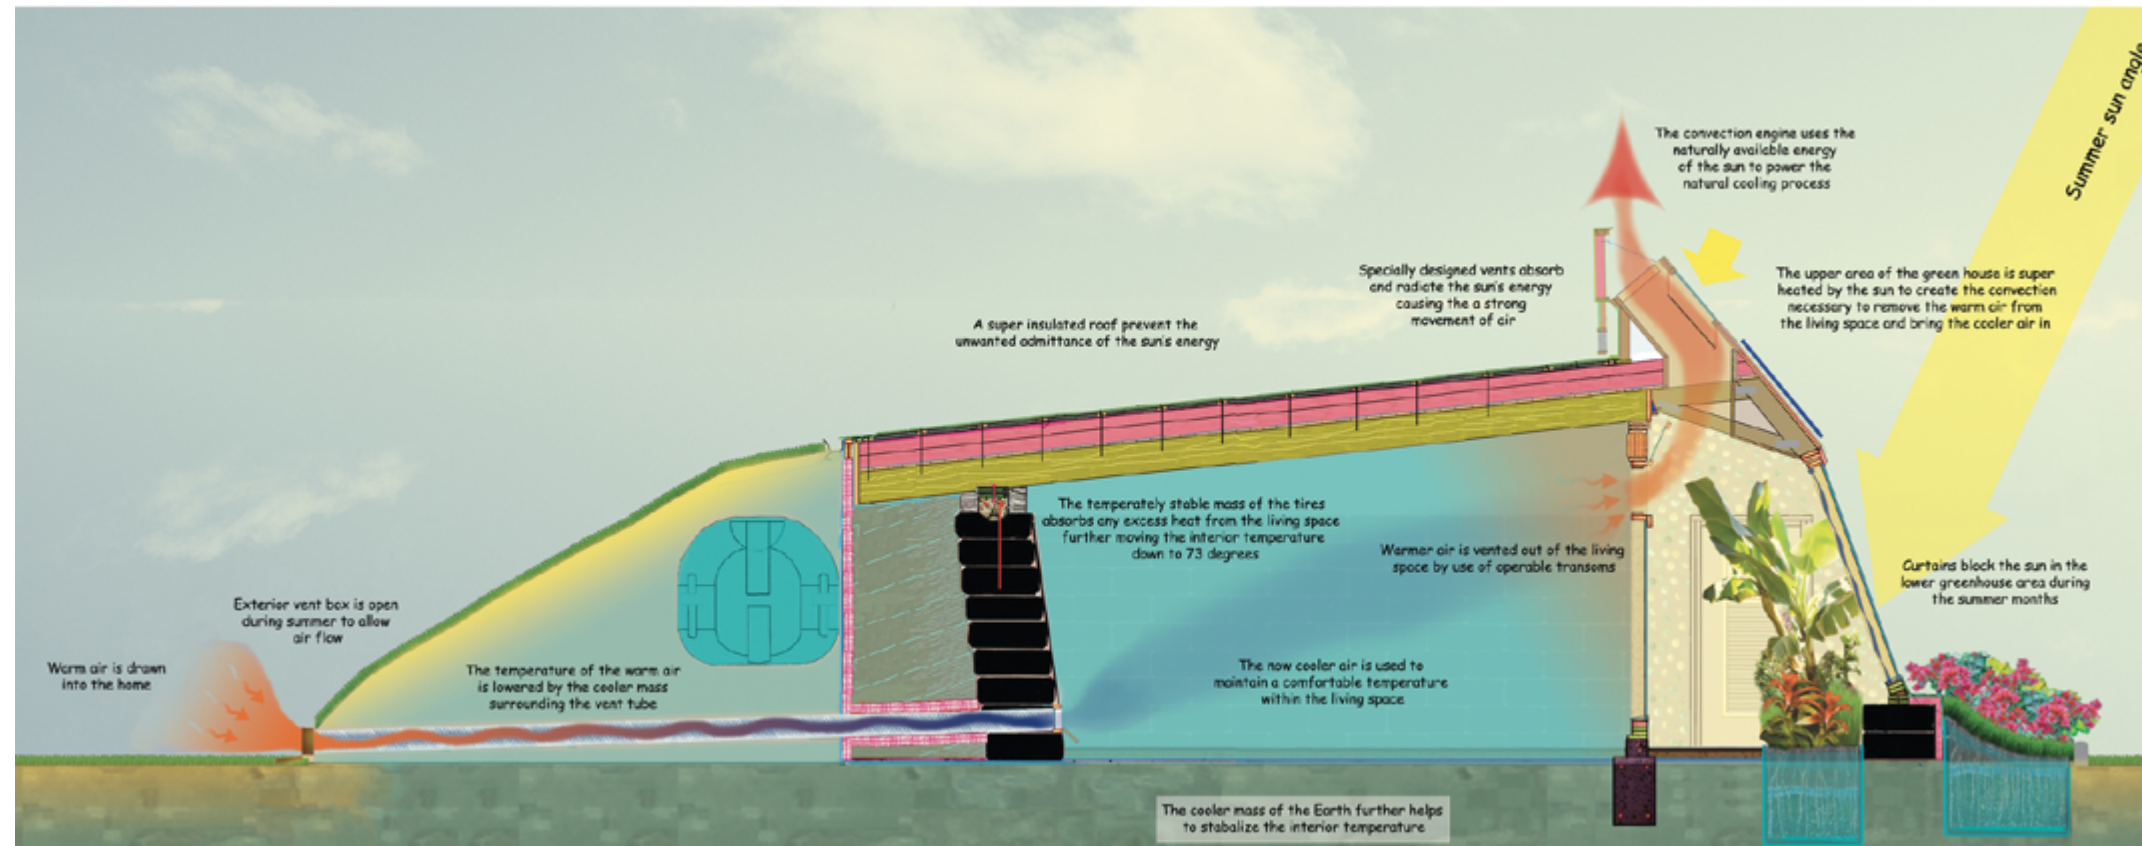 Summer sun angle
The convection engine uses the
naturally available energy
of the sun to power the
natural cooling process
Specially designed vents absorb
and radiate the sun's energy
causing the a strong
movement of air
The upper area of the green house is super
heated by the sun to create the convection
necessary to remove the warm air from
the living space and bring the cooler air in
A super insulated roof prevent the
unwanted admittance of the sun's energy
The temperately stable mass of the tires
absorbs any excess heat from the living space
further moving the interior temperature
down to 73 degrees
Warmer air is vented out of the living
space by use of operable transoms
Curtains block the sun in the
lower greenhouse area during
the summer months
Exterior vent box is open
during summer to allow
air flow
Warm air is drawn
into the home
The temperature of the warm air
is lowered by the cooler mass
surrounding the vent tube
The now cooler air is used to
maintain a comfortable temperature
within the living space
The cooler mass of the Earth further helps
to stabalize the interior temperature